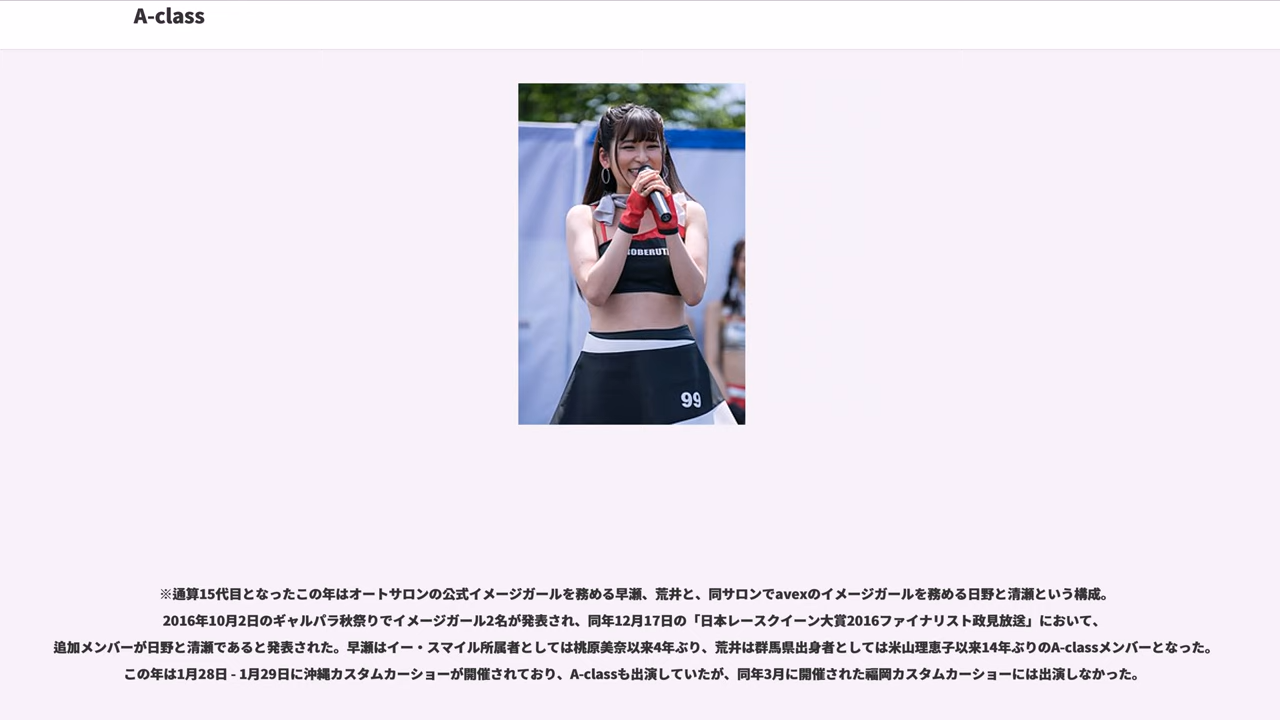 A-class
99
※通算15代目となったこの年はオートサロンの公式イメージガールを務める早瀬、荒井と、同サロンでavexのイメージガールを務める日野と清瀬という構成。
2016年10月2日のギャルパラ秋祭りでイメージガール2名が発表され、同年12月17日の「日本レースクイーン大賞2016ファイナリスト政見放送」において、
追加メンバーが日野と清瀬であると発表された。早瀬はイー・スマイル所属者としては桃原美奈以来4年ぶり、荒井は群馬県出身者としては米山理恵子以来14年ぶりのA-classメンバーとなった。
この年は1月28日 - 1月29日に沖縄カスタムカーショーが開催されており、A-classも出演していたが、同年3月に開催された福岡カスタムカーショーには出演しなかった。